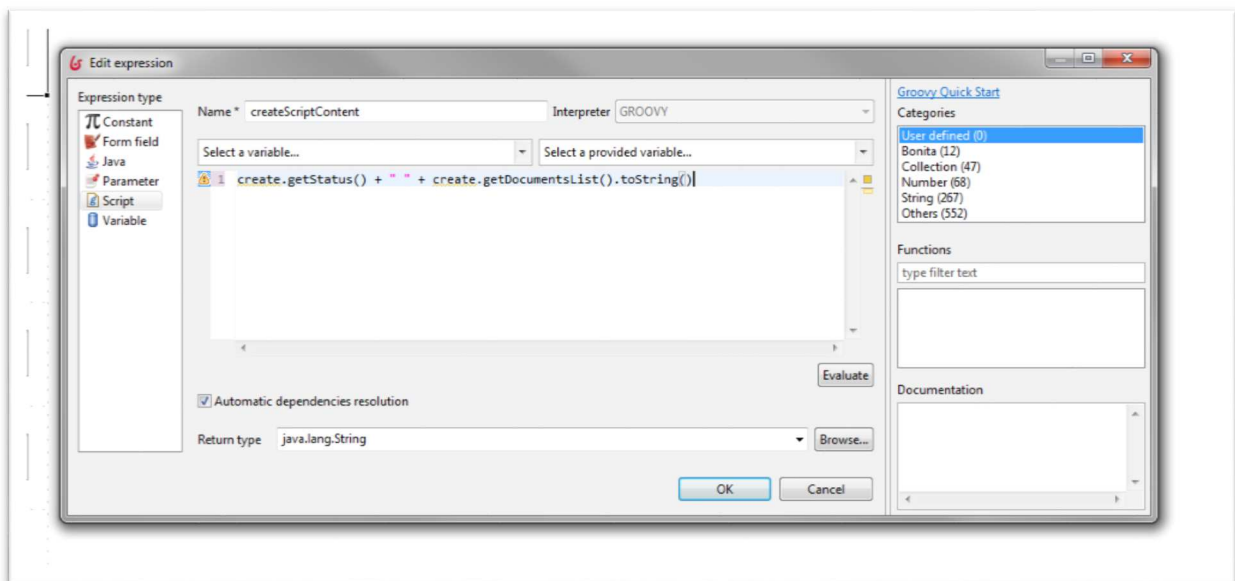 Edit expression
Expression type
Constant
Form field
Java
Parameter
Script
Variable
Name * createScriptContent Interpreter GROOVY
Select a variable... Select a provided variable...
1 create.getStatus() + " " + create.getDocumentsList().toString()
Evaluate
Automatic dependencies resolution
Return type java.lang.String Browse...
OK Cancel
Groovy Quick Start
Categories
User defined (0)
Bonita (12)
Collection (47)
Number (68)
String (267)
Others (552)
Functions
type filter text
Documentation